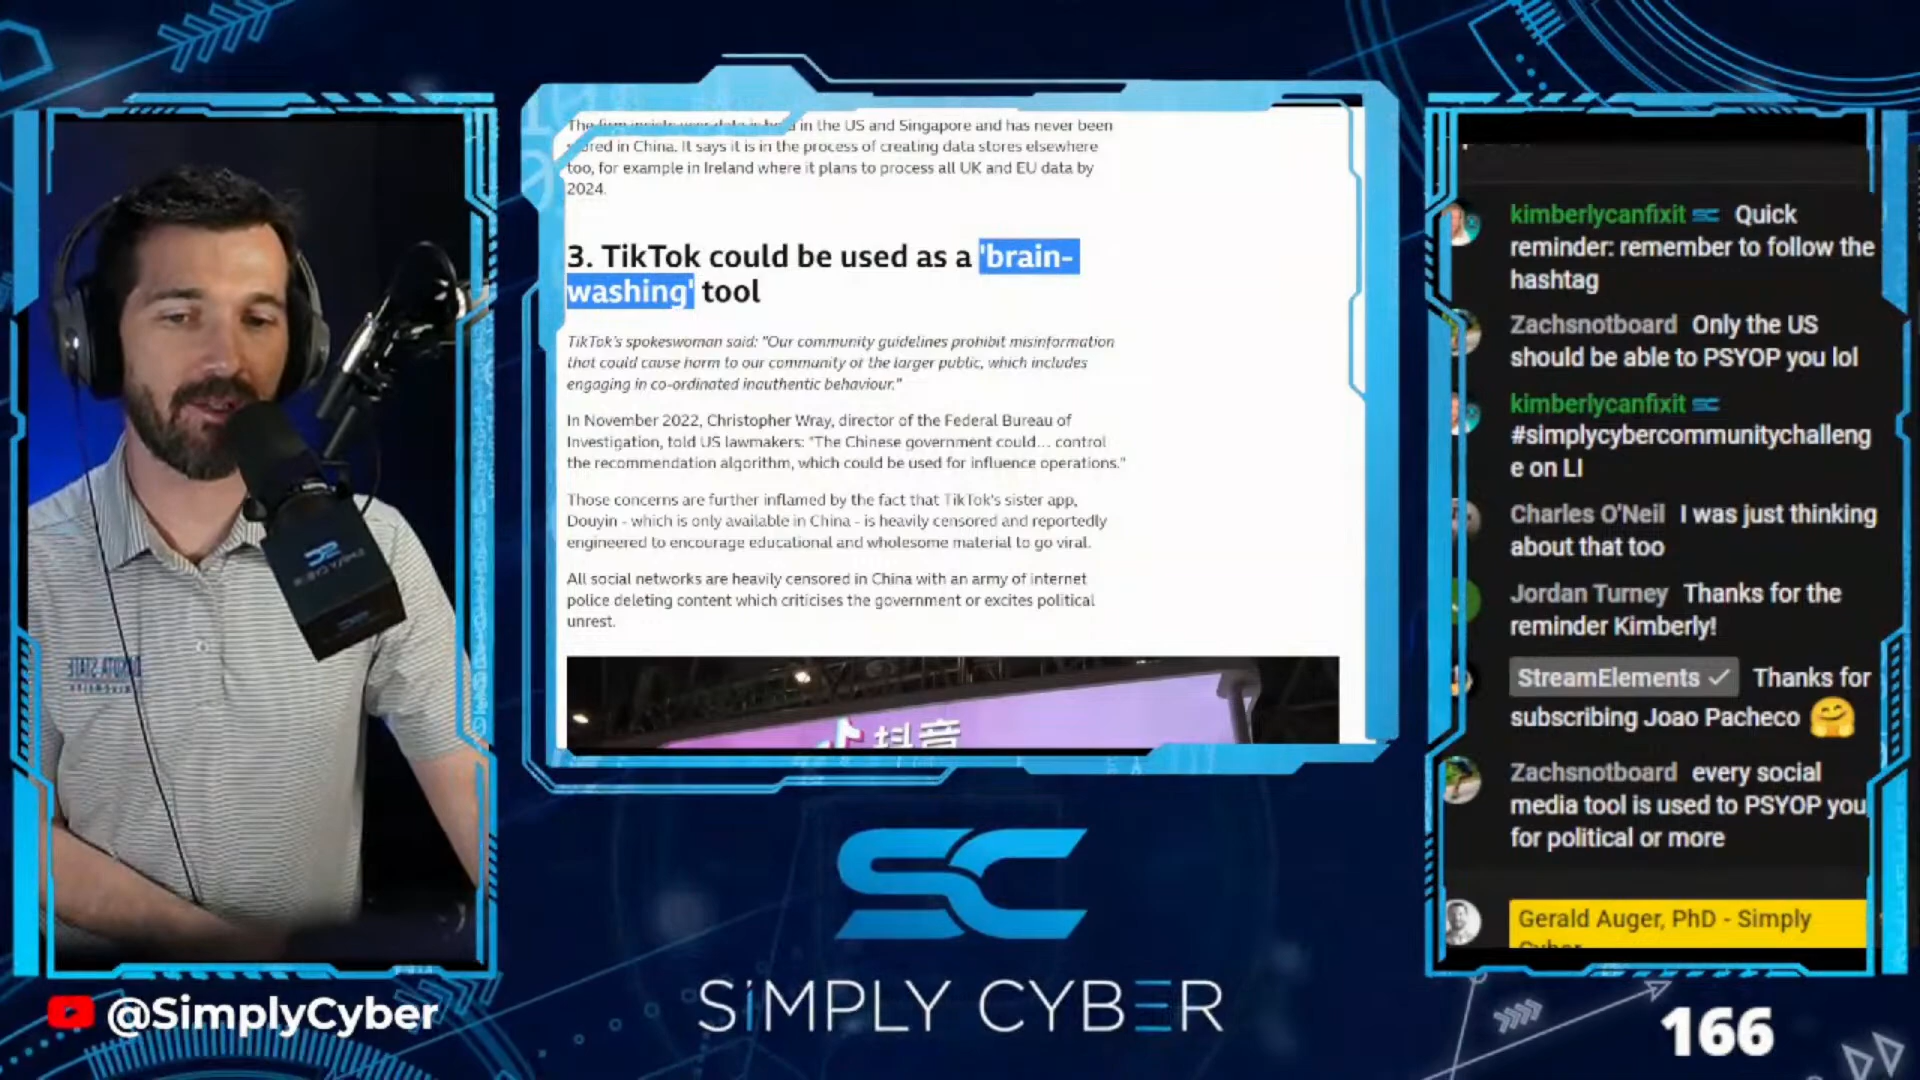 The firm insists user data is held in the US and Singapore and has never been
stored in China. It says it is in the process of creating data stores elsewhere
too, for example in Ireland where it plans to process all UK and EU data by
2024.
3. TikTok could be used as a 'brain-
washing' tool
TikTok's spokeswoman said: "Our community guidelines prohibit misinformation
that could cause harm to our community or the larger public, which includes
engaging in co-ordinated inauthentic behaviour."
In November 2022, Christopher Wray, director of the Federal Bureau of
Investigation, told US lawmakers: "The Chinese government could... control
the recommendation algorithm, which could be used for influence operations."
Those concerns are further inflamed by the fact that TikTok's sister app,
Douyin - which is only available in China - is heavily censored and reportedly
engineered to encourage educational and wholesome material to go viral.
All social networks are heavily censored in China with an army of internet
police deleting content which criticises the government or excites political
unrest.
抖音
kimberlycanfixit Quick
reminder: remember to follow the
hashtag
Zachsnotboard Only the US
should be able to PSYOP you lol
kimberlycanfixit
#simplycybercommunitychalleng
e on LI
Charles O'Neil I was just thinking
about that too
Jordan Turney Thanks for the
reminder Kimberly!
StreamElements Thanks for
subscribing Joao Pacheco 🤗
Zachsnotboard every social
media tool is used to PSYOP you
for political or more
Gerald Auger, PhD - Simply
Cyber
SC
SiMPLY CYBER
@SimplyCyber
166